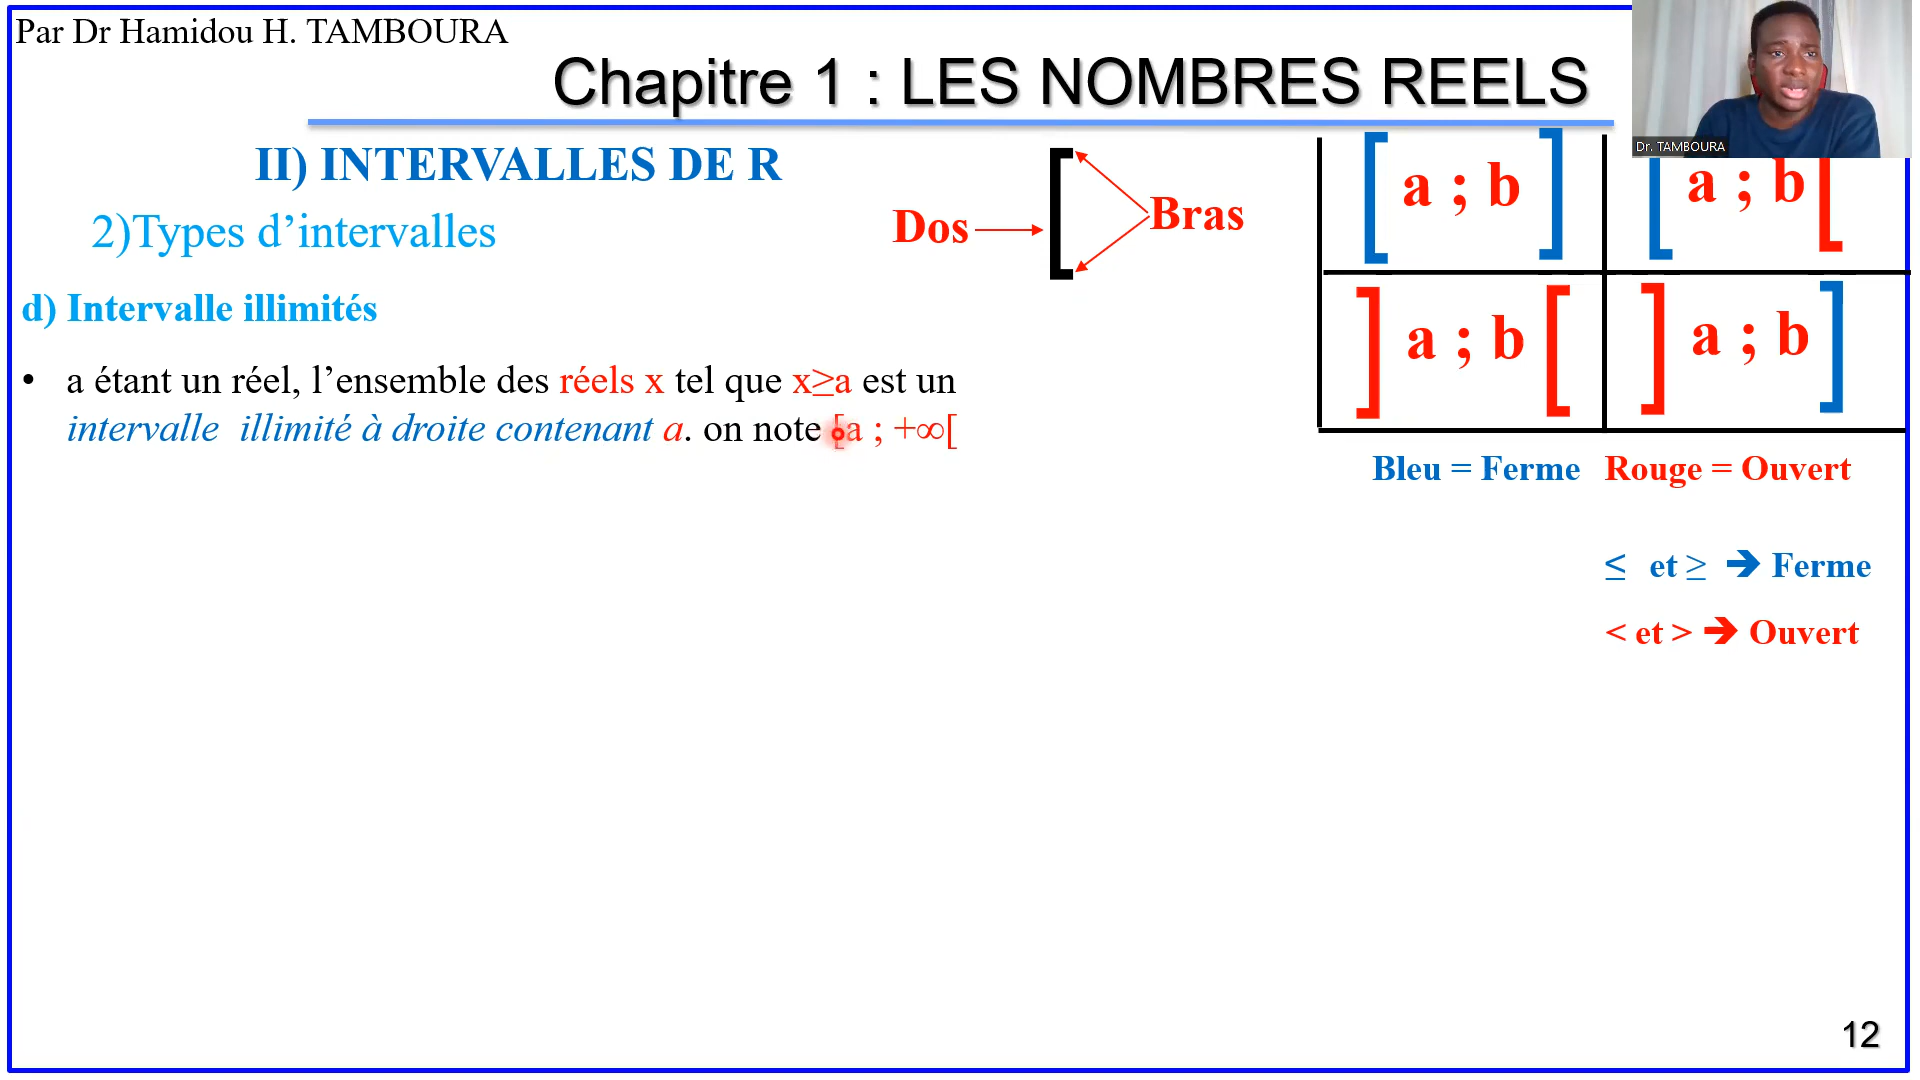 Par Dr Hamidou H. TAMBOURA
Chapitre 1 : LES NOMBRES REELS
Dr. TAMBOURA
II) INTERVALLES DE R
2)Types d’intervalles
Dos
[
Bras
[ a ; b ]
[ a ; b [
] a ; b [
] a ; b ]
d) Intervalle illimités
• a étant un réel, l’ensemble des réels x tel que x≥a est un
intervalle illimité à droite contenant a. on note [a ; +∞[
Bleu = Ferme Rouge = Ouvert
≤ et ≥ ➔ Ferme
< et > ➔ Ouvert
12